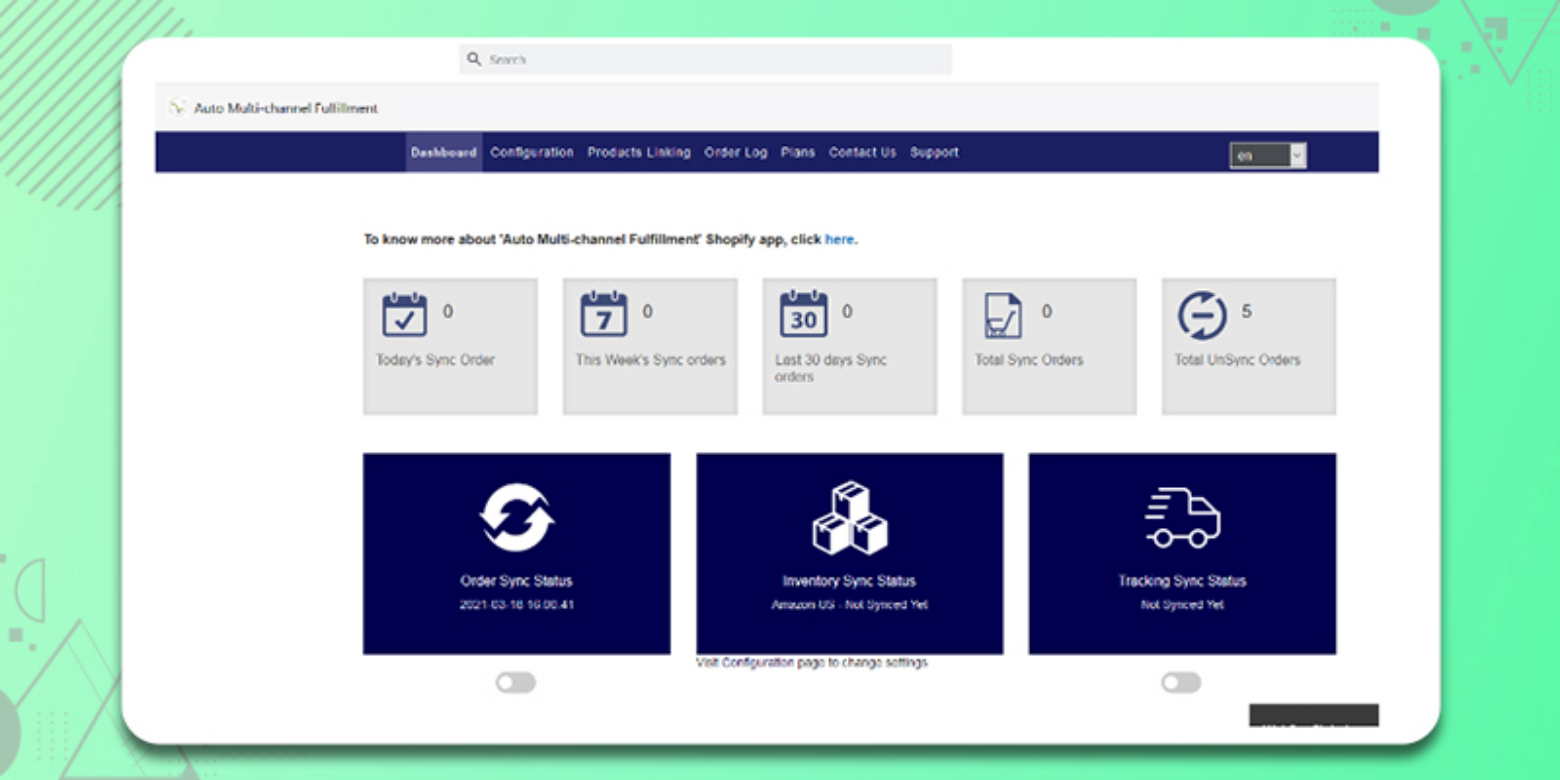 Search
Auto Multi-channel Fulfillment
Dashboard Configuration Products Linking Order Log Plans Contact Us Support
en
To know more about 'Auto Multi-channel Fulfillment' Shopify app, click here.
0
0
30
0
0
5
7
Today's Sync Order
This Week's Sync orders
Last 30 days Sync
orders
Total Sync Orders
Total UnSync Orders
Order Sync Status
2021-03-18 16:00:41
Inventory Sync Status
Amazon US - Not Synced Yet
Tracking Sync Status
Not Synced Yet
Visit Configuration page to change settings